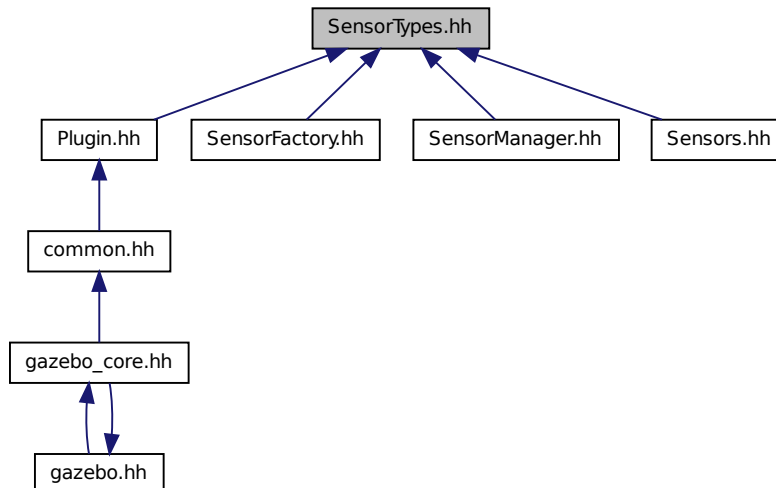 SensorTypes.hh
Plugin.hh
SensorFactory.hh
SensorManager.hh
Sensors.hh
common.hh
gazebo_core.hh
gazebo.hh